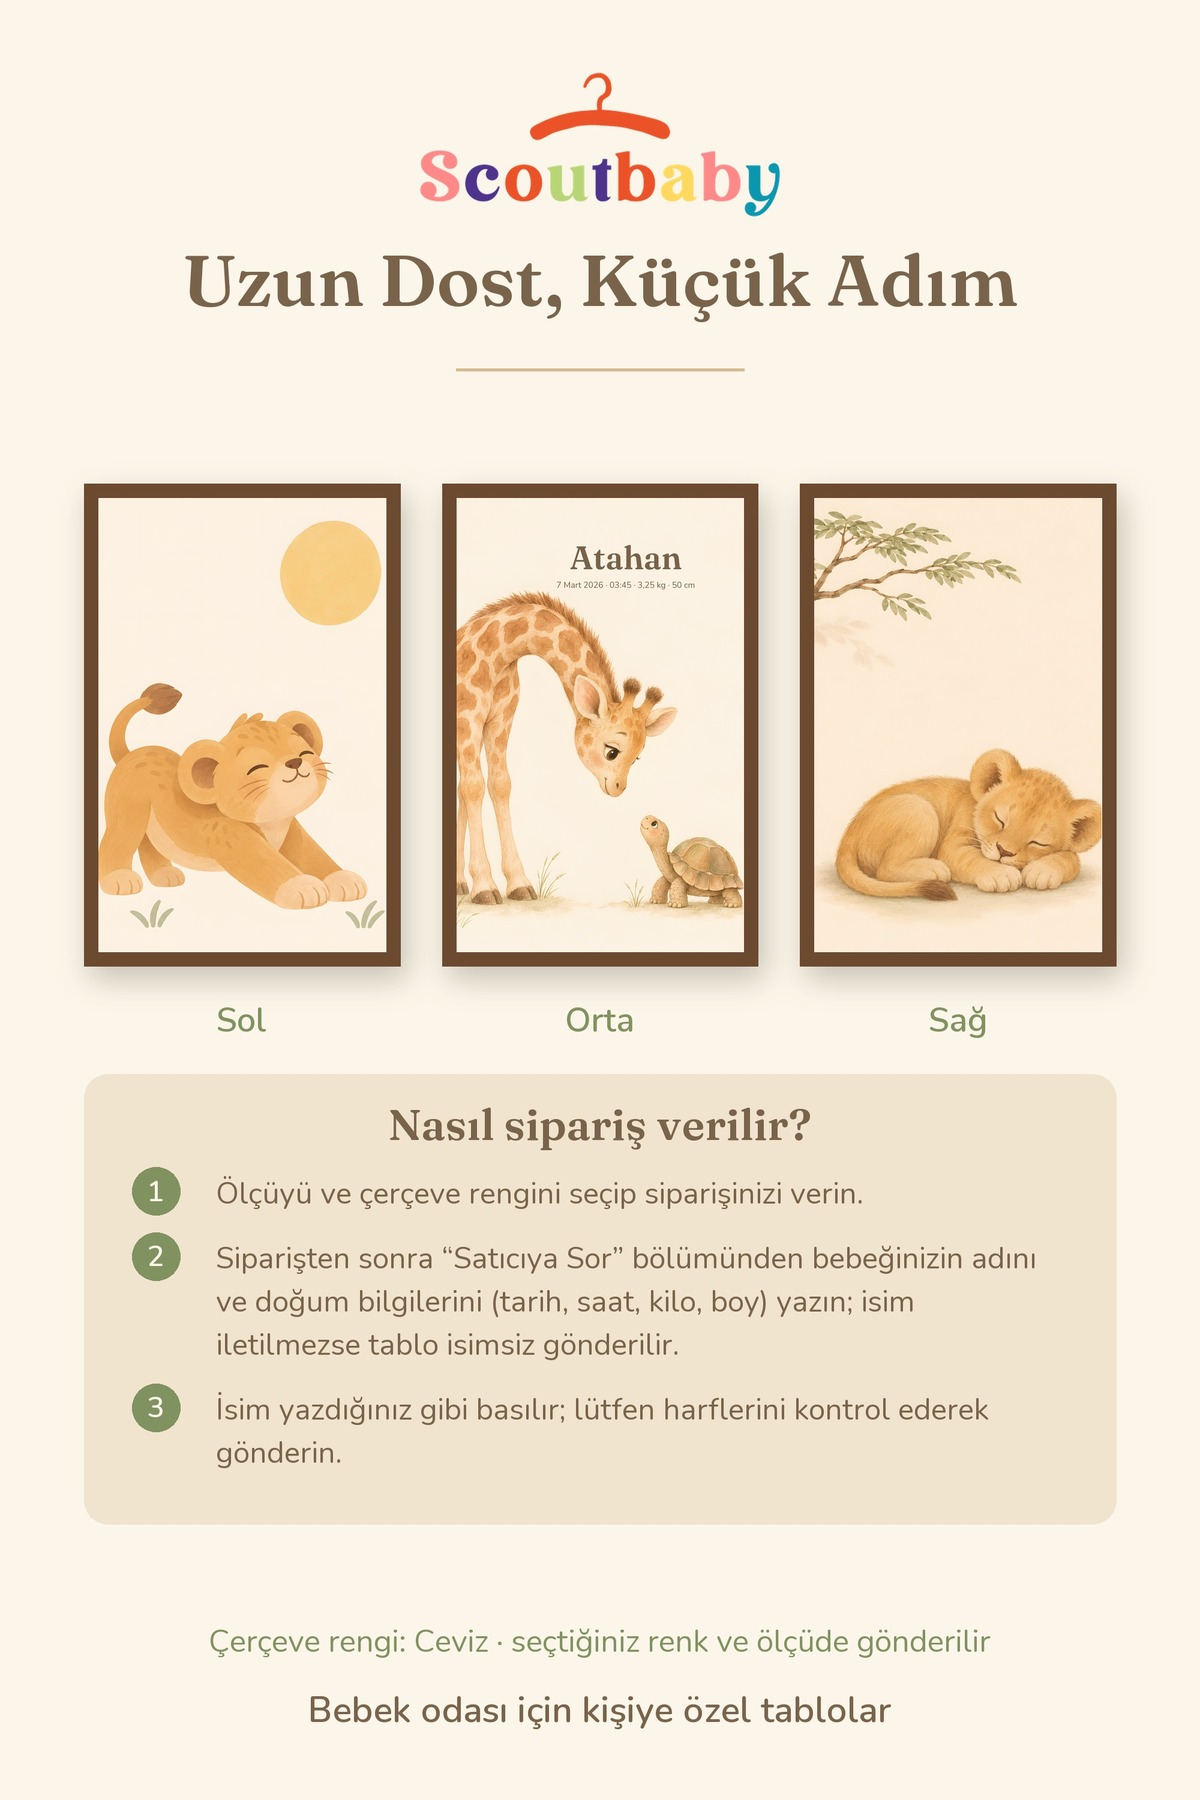 Scoutbaby
Uzun Dost, Küçük Adım
Atahan
7 Mart 2026 · 03:45 · 3,25 kg · 50 cm
Sol
Orta
Sağ
Nasıl sipariş verilir?
1 Ölçüyü ve çerçeve rengini seçip siparişinizi verin.
2 Siparişten sonra “Satıcıya Sor” bölümünden bebeğinizin adını
ve doğum bilgilerini (tarih, saat, kilo, boy) yazın; isim
iletilmezse tablo isimsiz gönderilir.
3 İsim yazdığınız gibi basılır; lütfen harflerini kontrol ederek
gönderin.
Çerçeve rengi: Ceviz · seçtiğiniz renk ve ölçüde gönderilir
Bebek odası için kişiye özel tablolar